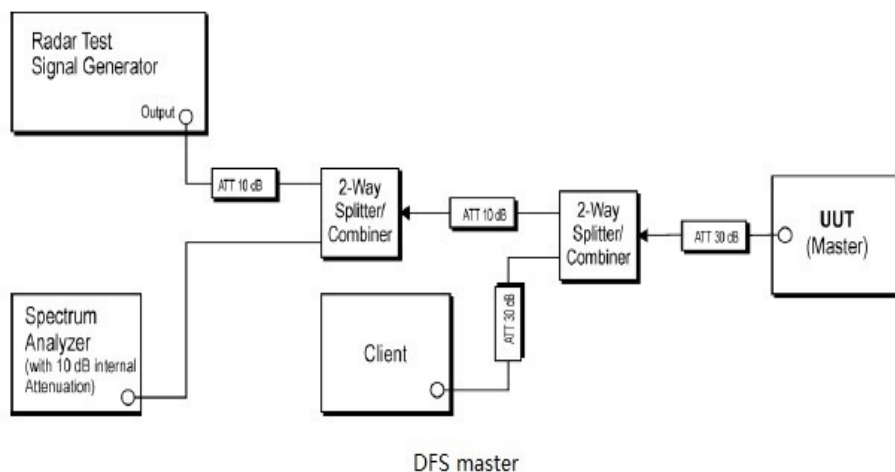 Radar Test
Signal Generator
Output
ATT 10 dB
2-Way
Splitter/
Combiner
ATT 10 dB
2-Way
Splitter/
Combiner
ATT 30 dB
UUT
(Master)
Spectrum
Analyzer
(with 10 dB internal
Attenuation)
Client
ATT 30 dB
DFS master